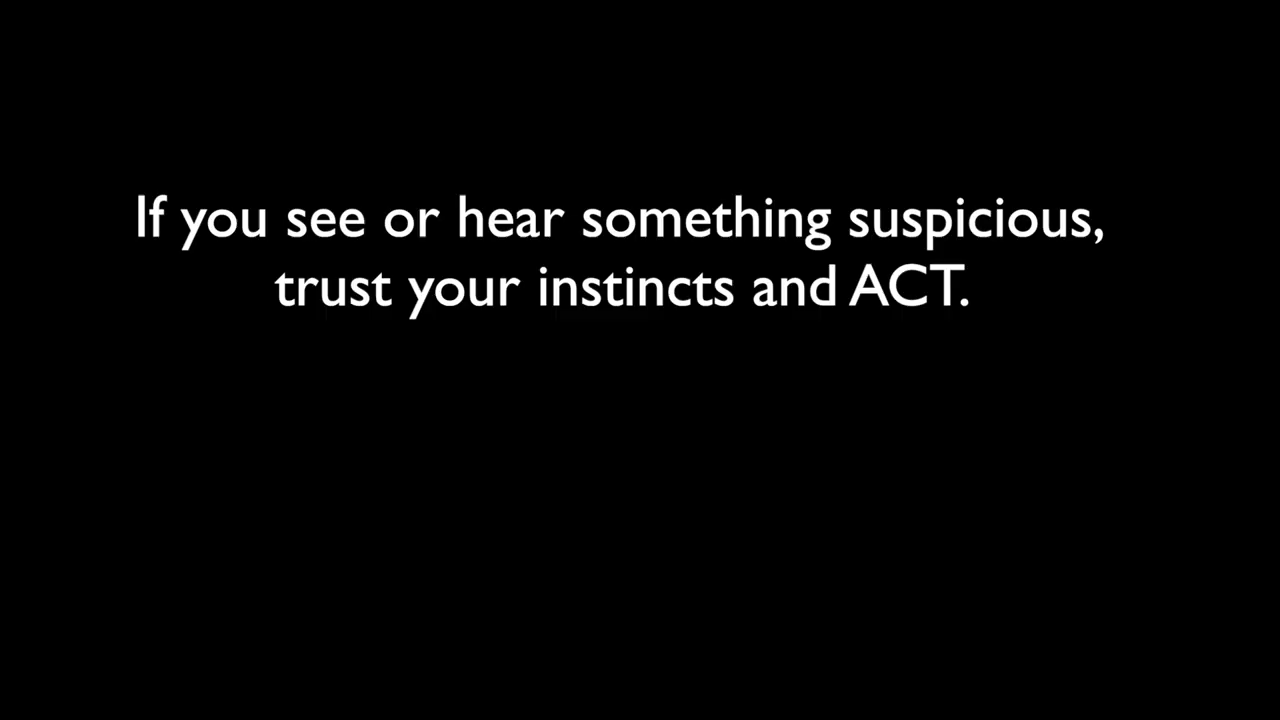 If you see or hear something suspicious,
trust your instincts and ACT.